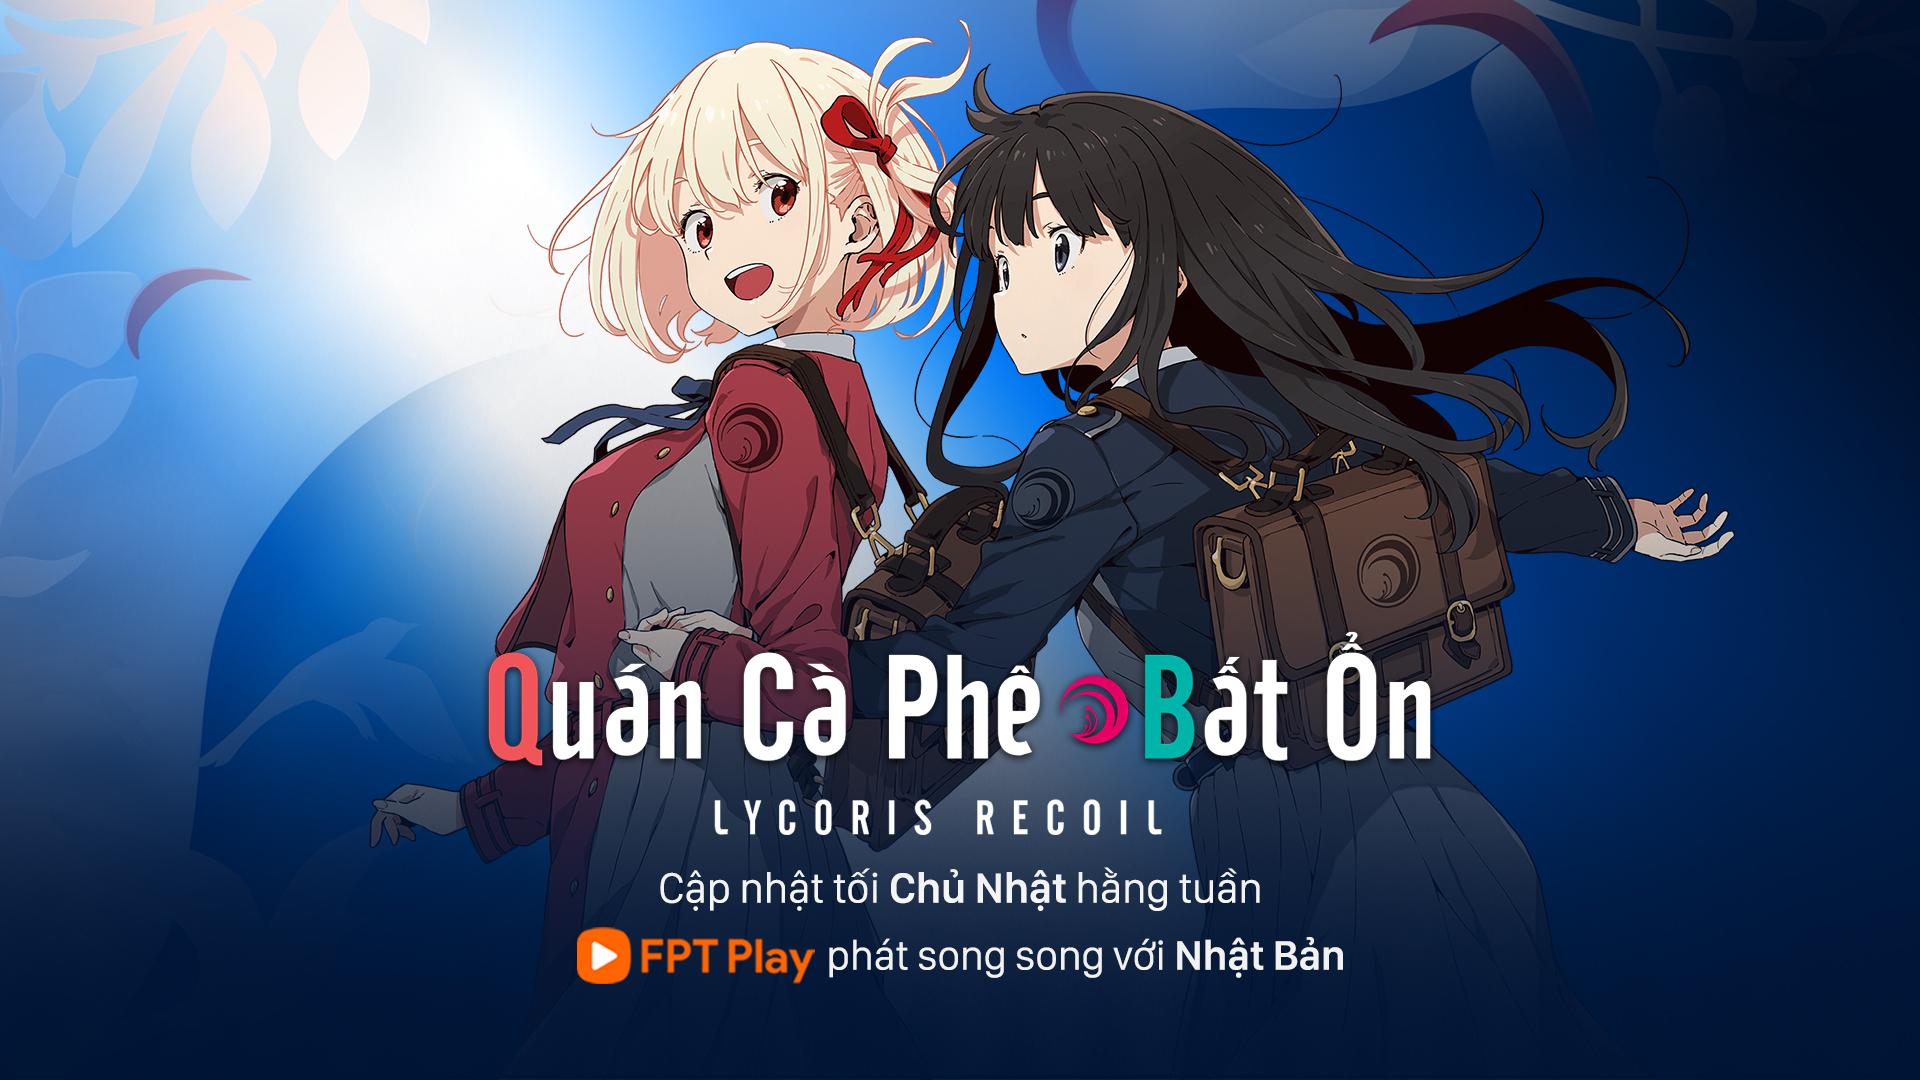 Quán Cà Phê Bất Ổn
LYCORIS RECOIL
Cập nhật tối Chủ Nhật hằng tuần
FPT Play phát song song với Nhật Bản